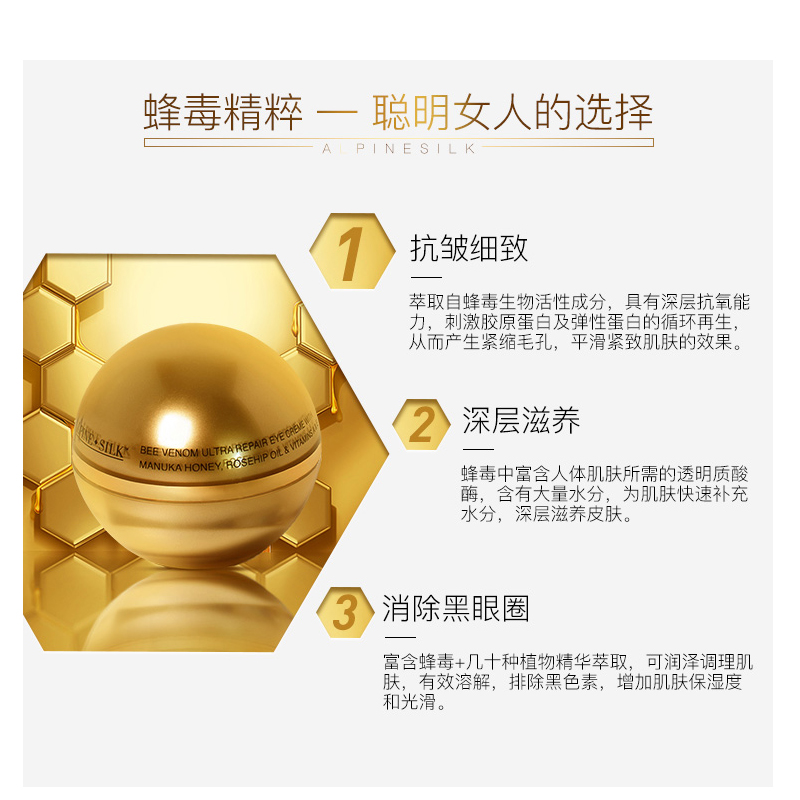 蜂毒精粹 — 聪明女人的选择
ALPINESILK
1
抗皱细致
萃取自蜂毒生物活性成分，具有深层抗氧能
力，刺激胶原蛋白及弹性蛋白的循环再生，
从而产生紧缩毛孔，平滑紧致肌肤的效果。
SILK
BEE VENOM ULTRA REPAIR EYE CRÈME
MANUKA HONEY, ROSEHIP OIL & VITAMINS
2
深层滋养
蜂毒中富含人体肌肤所需的透明质酸
酶，含有大量水分，为肌肤快速补充
水分，深层滋养皮肤。
3
消除黑眼圈
富含蜂毒+几十种植物精华萃取，可润泽调理肌
肤，有效溶解，排除黑色素，增加肌肤保湿度
和光滑。